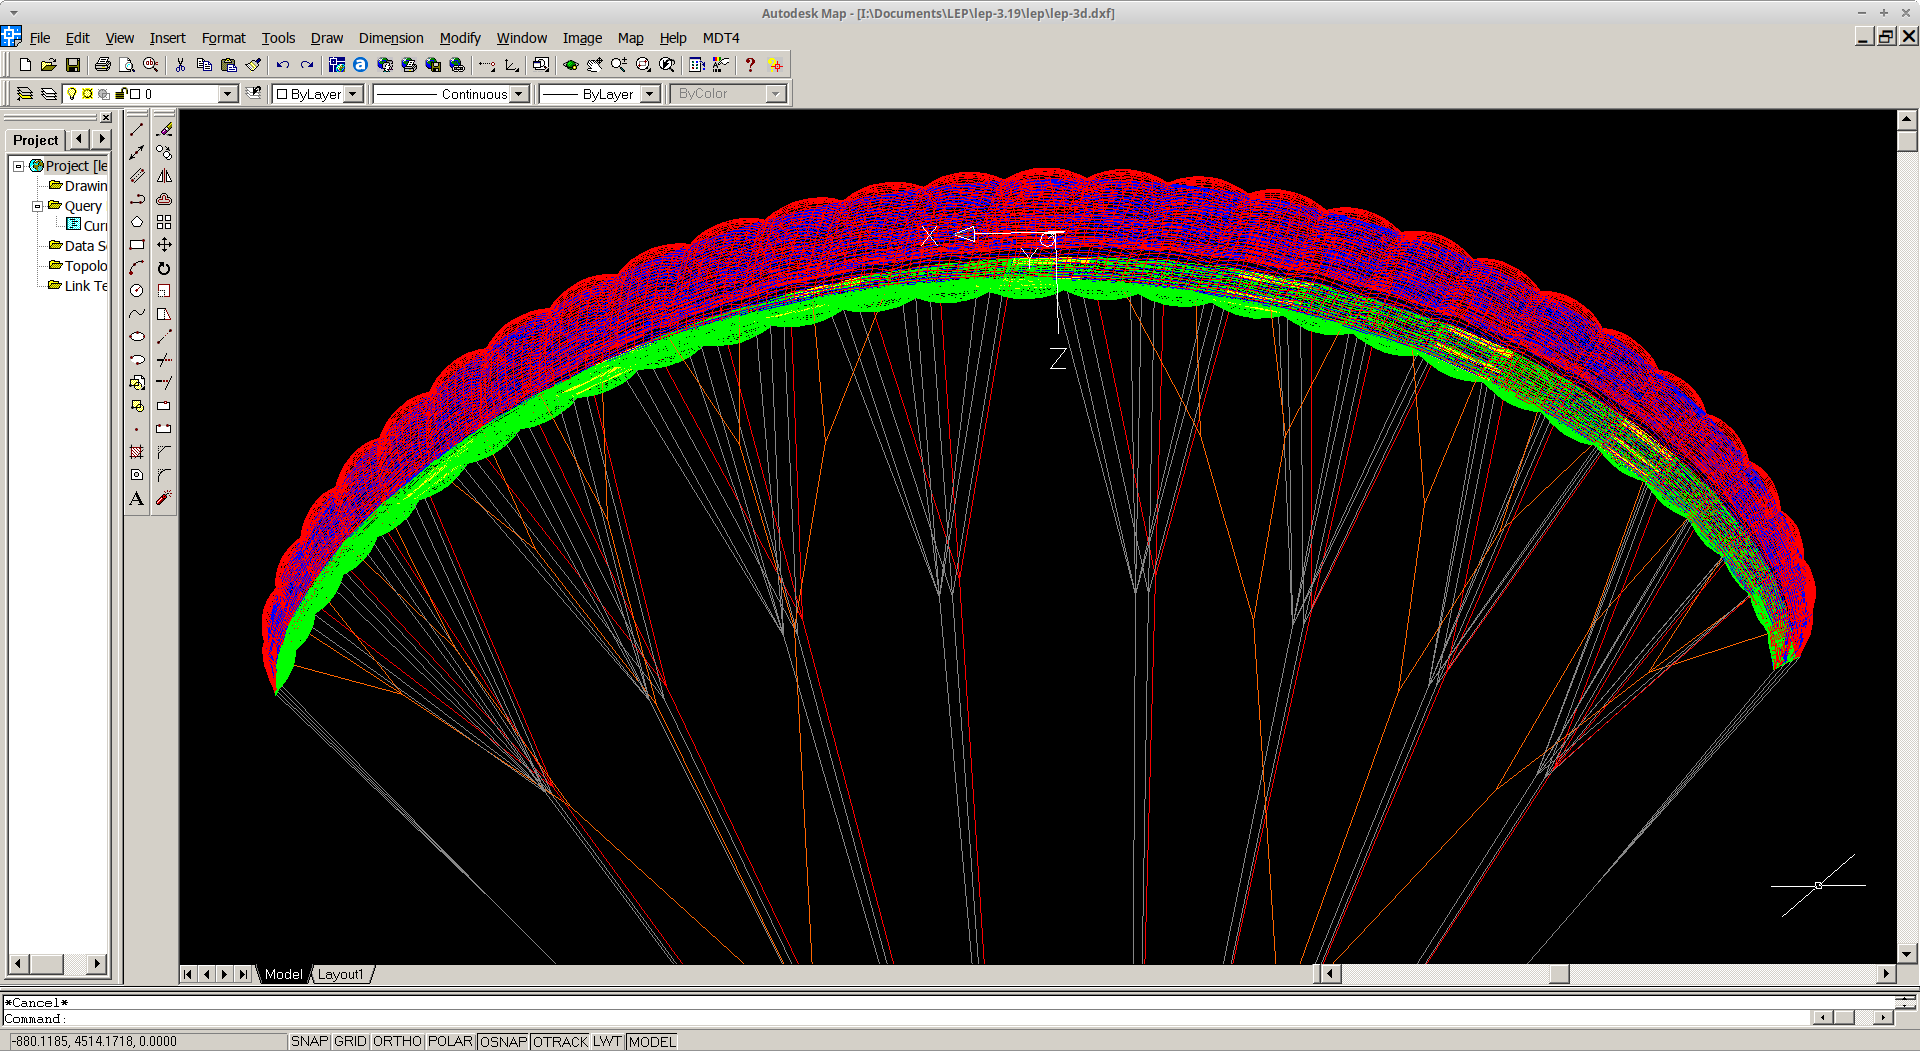 Autodesk Map - [I:\Documents\LEP\lep-3.19\lep\lep-3d.dxf]
File Edit View Insert Format Tools Draw Dimension Modify Window Image Map Help MDT4
0 ByLayer Continuous ByLayer ByColor
Project
Project [le
Drawin
Query
Curr
Data S
Topolo
Link Te
X
Y
Z
A
Model Layout1
*Cancel*
Command:
-880.1185, 4514.1718, 0.0000 SNAP GRID ORTHO POLAR OSNAP OTRACK LWT MODEL